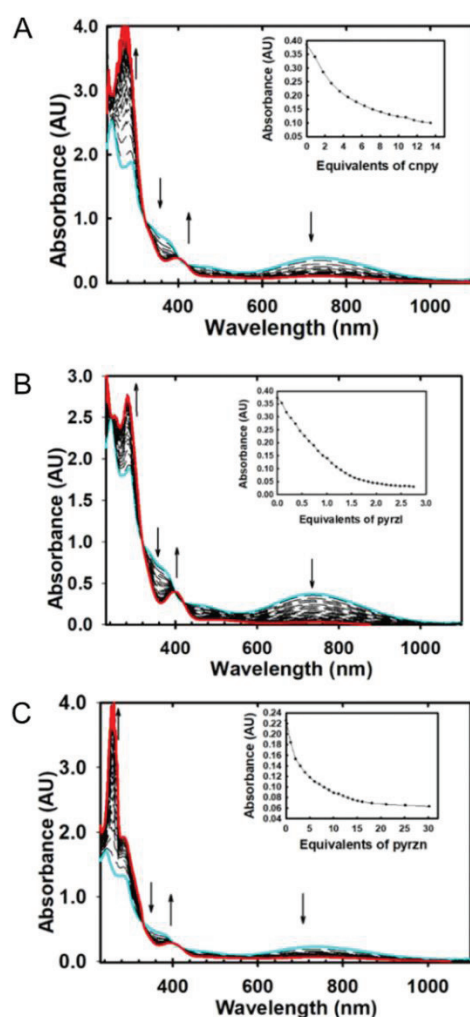 A
Absorbance (AU)
4.0
3.0
2.0
1.0
0.0
400 600 800 1000
Wavelength (nm)
Absorbance (AU)
0.40
0.35
0.30
0.25
0.20
0.15
0.10
0.05
0 2 4 6 8 10 12 14
Equivalents of cnpy
B
Absorbance (AU)
3.0
2.5
2.0
1.5
1.0
0.5
0.0
400 600 800 1000
Wavelength (nm)
Absorbance (AU)
0.40
0.35
0.30
0.25
0.20
0.15
0.10
0.05
0.00
0.0 0.5 1.0 1.5 2.0 2.5 3.0
Equivalents of pyrzl
C
Absorbance (AU)
4.0
3.0
2.0
1.0
0.0
400 600 800 1000
Wavelength (nm)
Absorbance (AU)
0.24
0.22
0.20
0.18
0.16
0.14
0.12
0.10
0.08
0.06
0.04
0 5 10 15 20 25 30
Equivalents of pyrzn